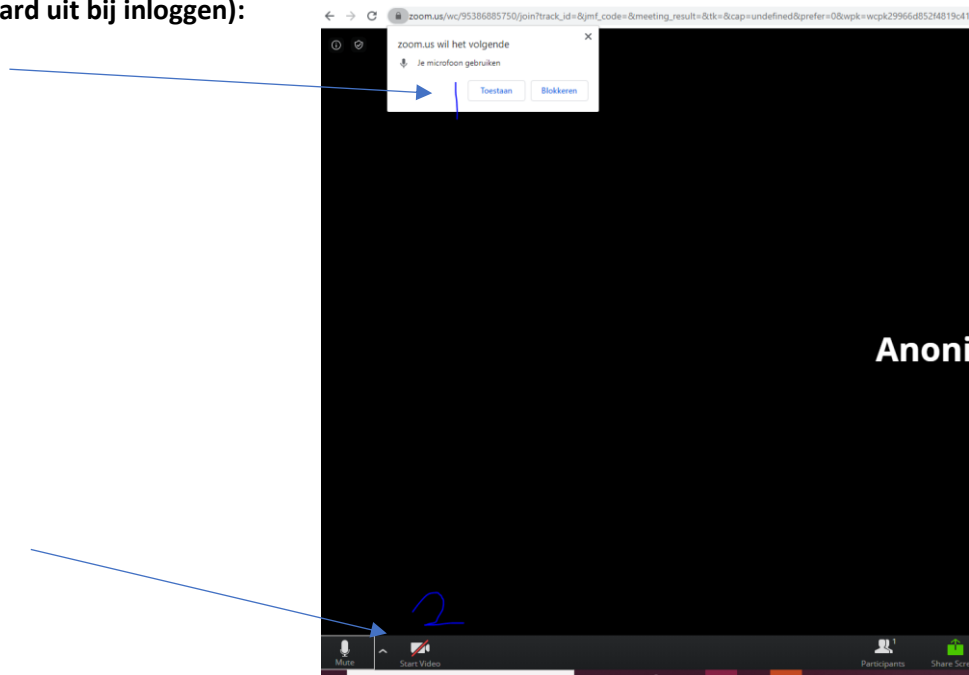 ard uit bij inloggen):
zoom.us/wc/95386885750/join?track_id=&jmf_code=&meeting_result=&tk=&cap=undefined&prefer=0&wpk=wcpk29966d852f4819c41
zoom.us wil het volgende
Je microfoon gebruiken
Toestaan Blokkeren
1
Anoni
2
1
Mute Start Video Participants Share Scre